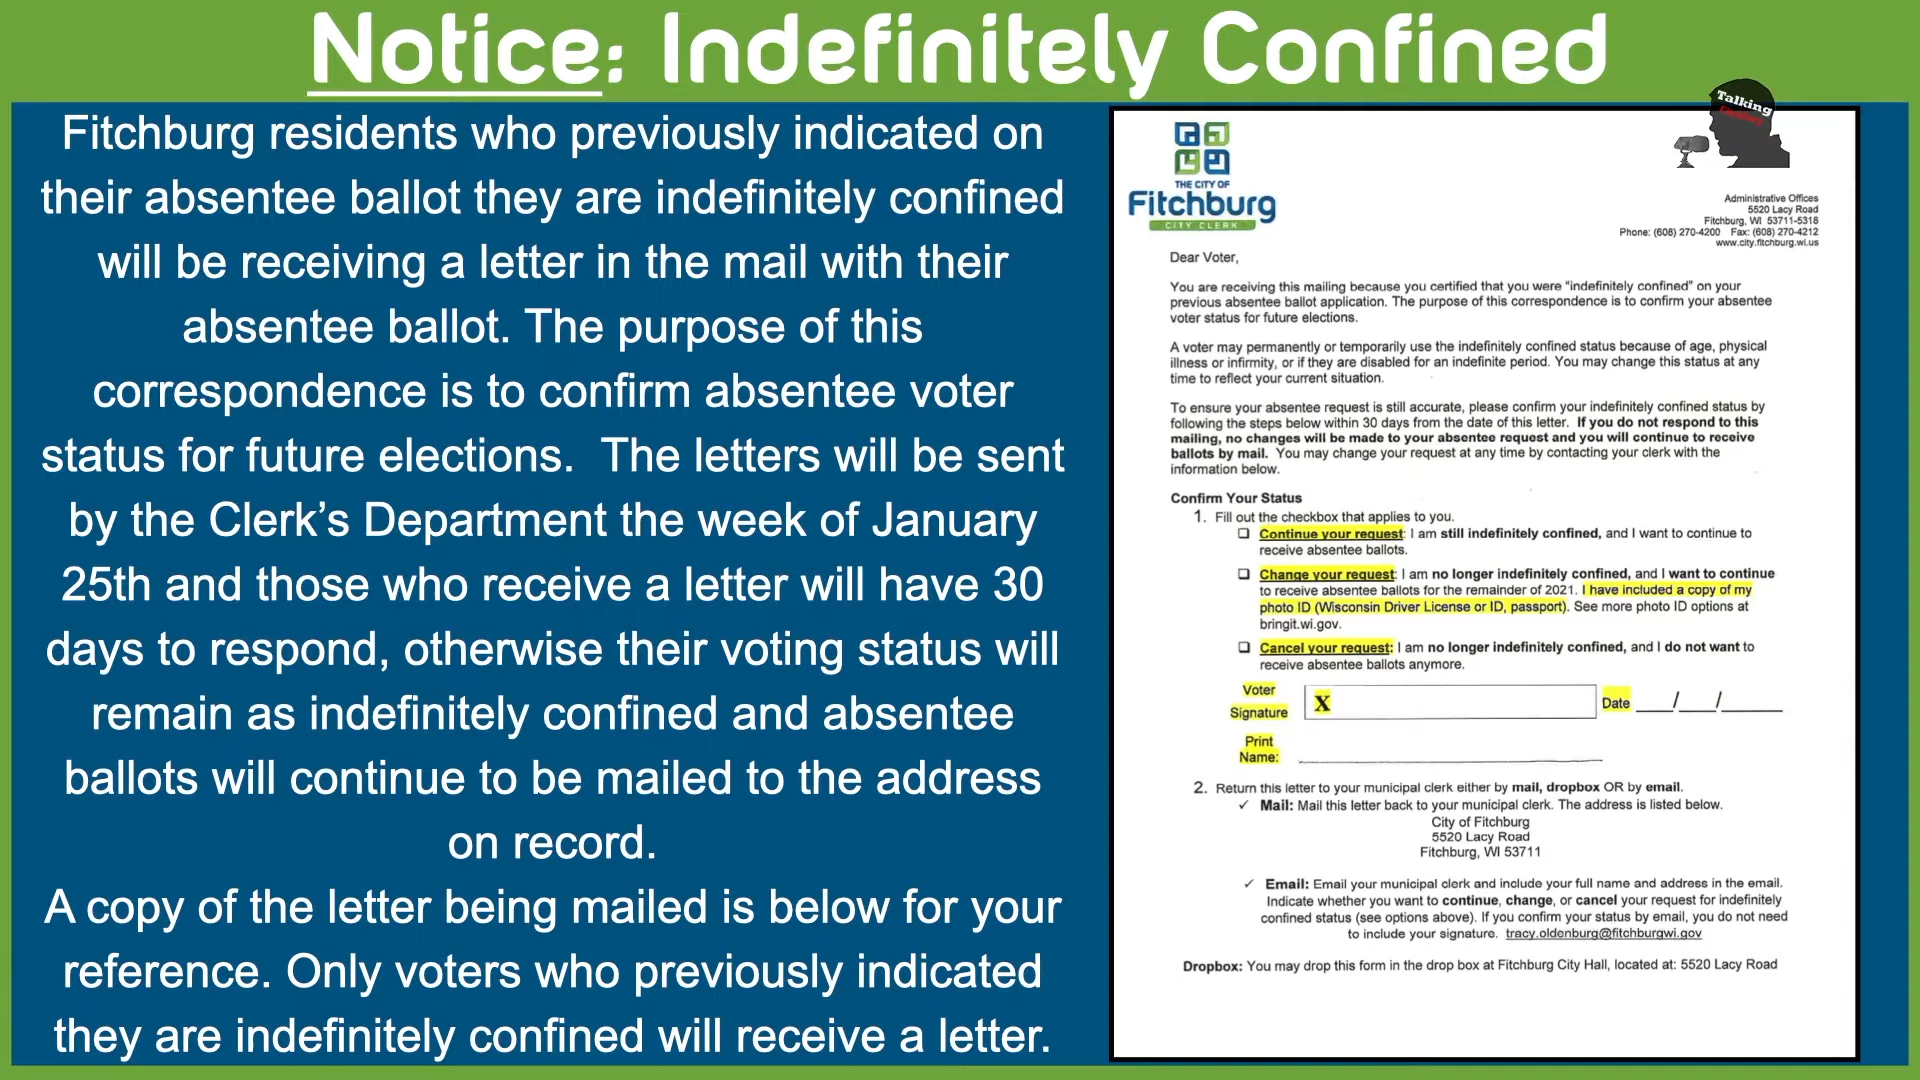 Notice: Indefinitely Confined
Fitchburg residents who previously indicated on
their absentee ballot they are indefinitely confined
will be receiving a letter in the mail with their
absentee ballot. The purpose of this
correspondence is to confirm absentee voter
status for future elections.  The letters will be sent
by the Clerk’s Department the week of January
25th and those who receive a letter will have 30
days to respond, otherwise their voting status will
remain as indefinitely confined and absentee
ballots will continue to be mailed to the address
on record.
A copy of the letter being mailed is below for your
reference. Only voters who previously indicated
they are indefinitely confined will receive a letter.
Talking
THE CITY OF
Fitchburg
CITY CLERK
Administrative Offices
5520 Lacy Road
Fitchburg, WI 53711-5318
Phone: (608) 270-4200 Fax: (608) 270-4212
www.city.fitchburg.wi.us
Dear Voter,
You are receiving this mailing because you certified that you were “indefinitely confined” on your
previous absentee ballot application. The purpose of this correspondence is to confirm your absentee
voter status for future elections.
A voter may permanently or temporarily use the indefinitely confined status because of age, physical
illness or infirmity, or if they are disabled for an indefinite period. You may change this status at any
time to reflect your current situation.
To ensure your absentee request is still accurate, please confirm your indefinitely confined status by
following the steps below within 30 days from the date of this letter. If you do not respond to this
mailing, no changes will be made to your absentee request and you will continue to receive
ballots by mail. You may change your request at any time by contacting your clerk with the
information below.
Confirm Your Status
1. Fill out the checkbox that applies to you.
❑ Continue your request: I am still indefinitely confined, and I want to continue to
receive absentee ballots.
❑ Change your request: I am no longer indefinitely confined, and I want to continue
to receive absentee ballots for the remainder of 2021. I have included a copy of my
photo ID (Wisconsin Driver License or ID, passport). See more photo ID options at
bringit.wi.gov.
❑ Cancel your request: I am no longer indefinitely confined, and I do not want to
receive absentee ballots anymore.
Voter
Signature
X
Date ____/____/______
Print
Name:
2. Return this letter to your municipal clerk either by mail, dropbox OR by email.
✓ Mail: Mail this letter back to your municipal clerk. The address is listed below.
City of Fitchburg
5520 Lacy Road
Fitchburg, WI 53711
✓ Email: Email your municipal clerk and include your full name and address in the email.
Indicate whether you want to continue, change, or cancel your request for indefinitely
confined status (see options above). If you confirm your status by email, you do not need
to include your signature. tracy.oldenburg@fitchburgwi.gov
Dropbox: You may drop this form in the drop box at Fitchburg City Hall, located at: 5520 Lacy Road